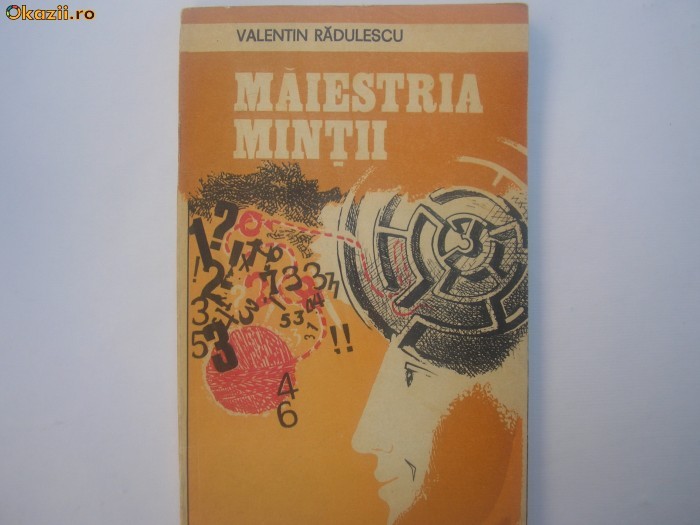 Okazii.ro
VALENTIN RĂDULESCU
MĂIESTRIA
MINȚII